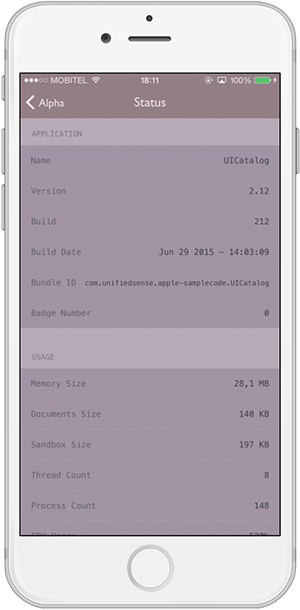 MOBITEL 18:11 100%
Alpha Status
APPLICATION
Name UICatalog
Version 2.12
Build 212
Build Date Jun 29 2015 - 14:03:09
Bundle ID com.unifiedsense.apple-samplecode.UICatalog
Badge Number 0
USAGE
Memory Size 28,1 MB
Documents Size 140 KB
Sandbox Size 197 KB
Thread Count 8
Process Count 148